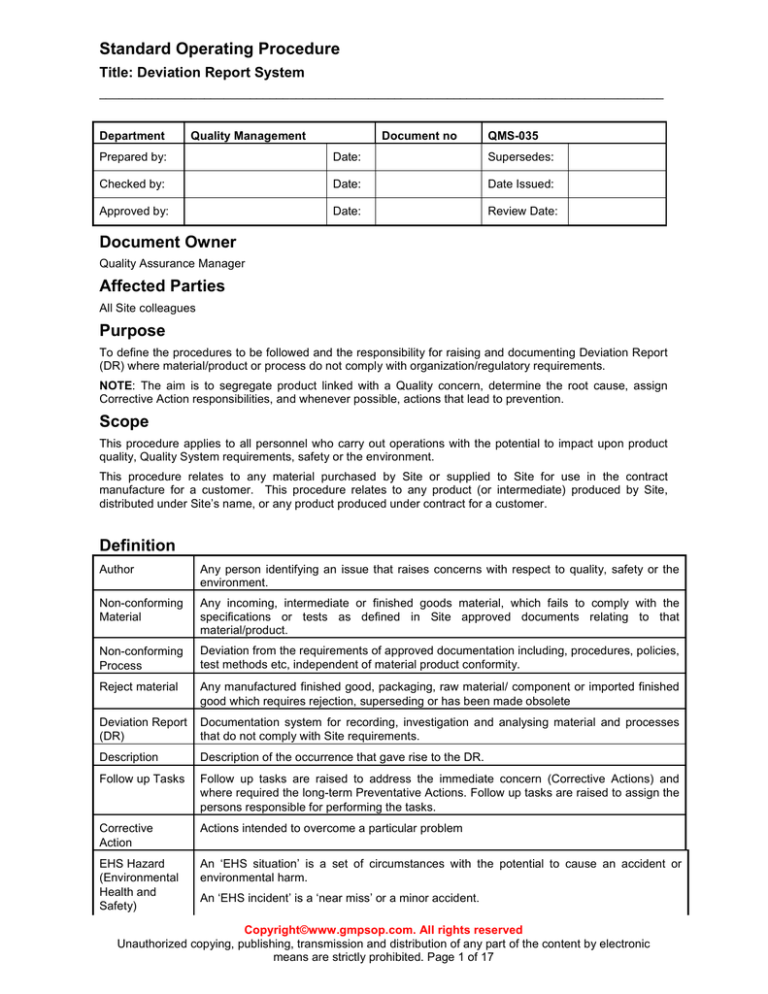 Standard Operating Procedure
Title: Deviation Report System
Department Quality Management Document no QMS-035
Prepared by: Date: Supersedes:
Checked by: Date: Date Issued:
Approved by: Date: Review Date:
Document Owner
Quality Assurance Manager
Affected Parties
All Site colleagues
Purpose
To define the procedures to be followed and the responsibility for raising and documenting Deviation Report
(DR) where material/product or process do not comply with organization/regulatory requirements.
NOTE: The aim is to segregate product linked with a Quality concern, determine the root cause, assign
Corrective Action responsibilities, and whenever possible, actions that lead to prevention.
Scope
This procedure applies to all personnel who carry out operations with the potential to impact upon product
quality, Quality System requirements, safety or the environment.
This procedure relates to any material purchased by Site or supplied to Site for use in the contract
manufacture for a customer. This procedure relates to any product (or intermediate) produced by Site,
distributed under Site's name, or any product produced under contract for a customer.
Definition
Author Any person identifying an issue that raises concerns with respect to quality, safety or the
environment.
Non-conforming Any incoming, intermediate or finished goods material, which fails to comply with the
Material specifications or tests as defined in Site approved documents relating to that
material/product.
Non-conforming Deviation from the requirements of approved documentation including, procedures, policies,
Process test methods etc, independent of material product conformity.
Reject material Any manufactured finished good, packaging, raw material/ component or imported finished
good which requires rejection, superseding or has been made obsolete
Deviation Report Documentation system for recording, investigation and analysing material and processes
(DR) that do not comply with Site requirements.
Description Description of the occurrence that gave rise to the DR.
Follow up Tasks Follow up tasks are raised to address the immediate concern (Corrective Actions) and
where required the long-term Preventative Actions. Follow up tasks are raised to assign the
persons responsible for performing the tasks.
Corrective Actions intended to overcome a particular problem
Action
EHS Hazard An 'EHS situation' is a set of circumstances with the potential to cause an accident or
(Environmental environmental harm.
Health and
Safety) An 'EHS incident' is a 'near miss' or a minor accident.
Copyright©www.gmpsop.com. All rights reserved
Unauthorized copying, publishing, transmission and distribution of any part of the content by electronic
means are strictly prohibited. Page 1 of 17